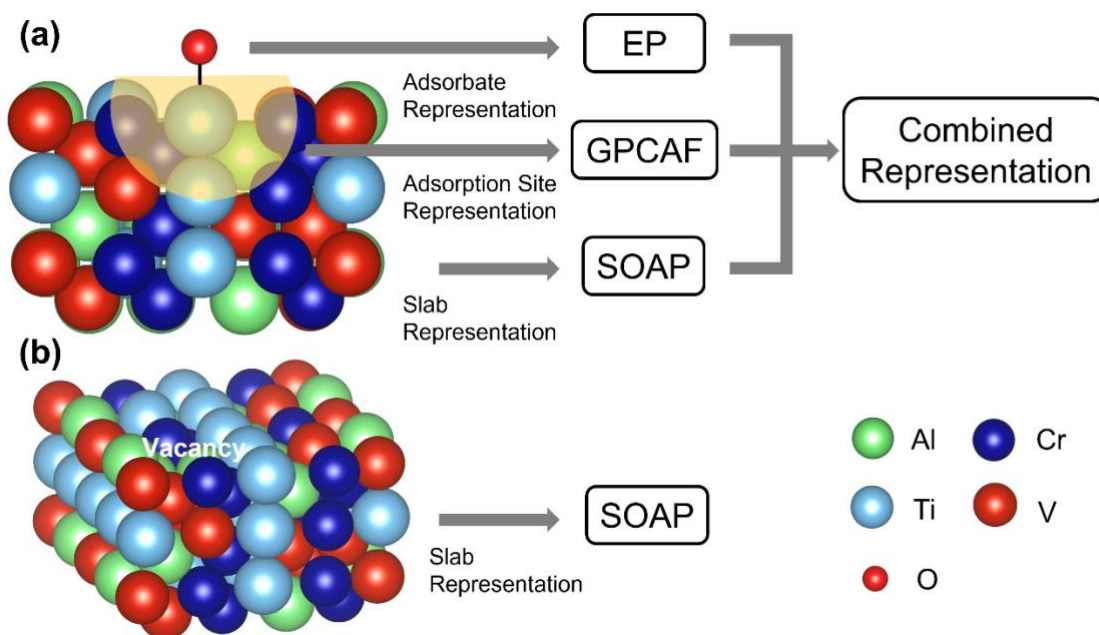 (a)
EP
Adsorbate
Representation
GPCAF
Combined
Representation
Adsorption Site
Representation
SOAP
Slab
Representation
(b)
Vacancy
SOAP
Slab
Representation
Al
Cr
Ti
V
O